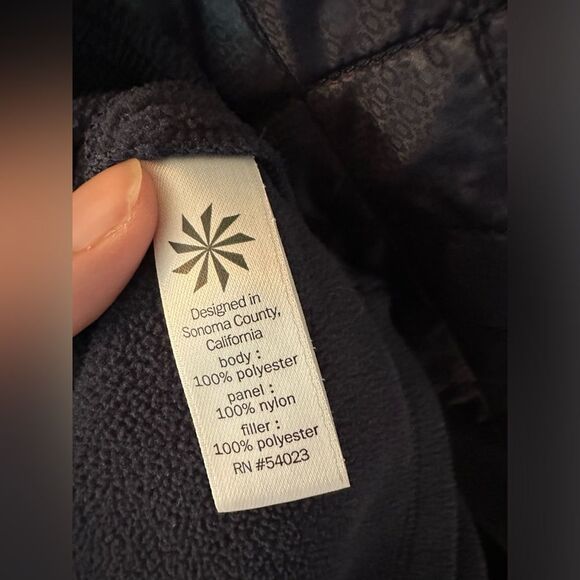 Designed in
Sonoma County,
California
body :
100% polyester
panel :
100% nylon
filler :
100% polyester
RN #54023